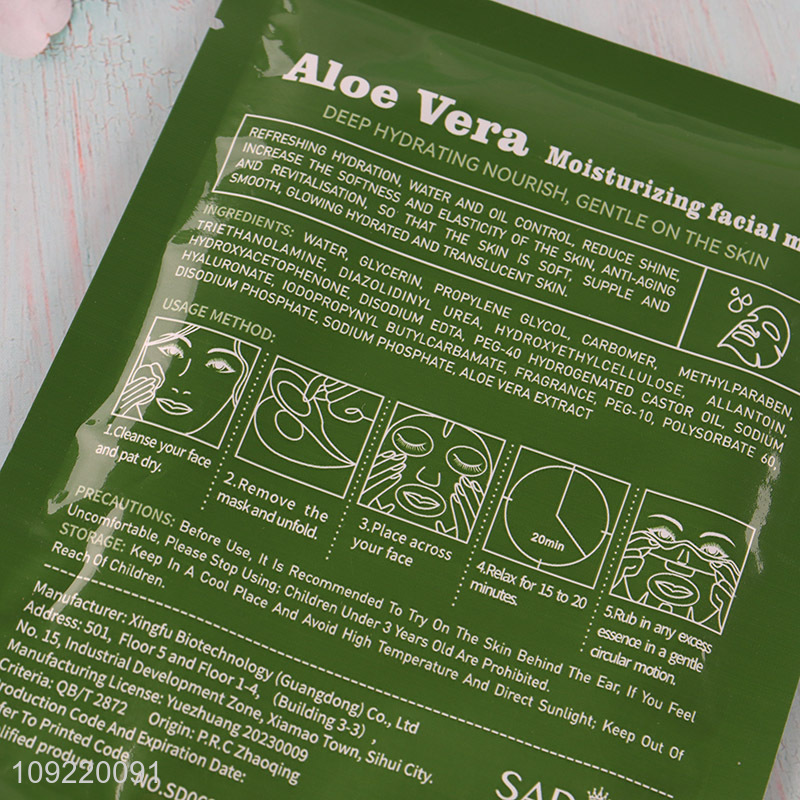 Aloe Vera Moisturizing facial m
DEEP HYDRATING NOURISH, GENTLE ON THE SKIN
REFRESHING HYDRATION, WATER AND OIL CONTROL, REDUCE SHINE,
INCREASE THE SOFTNESS AND ELASTICITY OF THE SKIN, ANTI-AGING
AND REVITALISATION, SO THAT THE SKIN IS SOFT, SUPPLE AND
SMOOTH, GLOWING HYDRATED AND TRANSLUCENT SKIN.
INGREDIENTS: WATER, GLYCERIN, PROPYLENE GLYCOL, CARBOMER, METHYLPARABEN,
TRIETHANOLAMINE, DIAZOLIDINYL UREA, HYDROXYETHYLCELLULOSE, ALLANTOIN,
HYDROXYACETOPHENONE, DISODIUM EDTA, PEG-40 HYDROGENATED CASTOR OIL, SODIUM
HYALURONATE, IODOPROPYNYL BUTYLCARBAMATE, FRAGRANCE, PEG-10, POLYSORBATE 60,
DISODIUM PHOSPHATE, SODIUM PHOSPHATE, ALOE VERA EXTRACT
USAGE METHOD:
1.Cleanse your face
and pat dry.
2.Remove the
mask and unfold.
3.Place across
your face
20min
4.Relax for 15 to 20
minutes.
5.Rub in any excess
essence in a gentle
circular motion.
PRECAUTIONS: Before Use, It Is Recommended To Try On The Skin Behind The Ear. If You Feel
Uncomfortable, Please Stop Using; Children Under 3 Years Old Are Prohibited.
STORAGE: Keep In A Cool Place And Avoid High Temperature And Direct Sunlight; Keep Out Of
Reach Of Children.
Manufacturer: Xingfu Biotechnology (Guangdong) Co., Ltd
Address: 501, Floor 5 and Floor 1-4, (Building 3-3) ,
No. 15, Industrial Development Zone, Xiamao Town, Sihui City.
Manufacturing License: Yuezhuang 20230009
Criteria: QB/T 2872 Origin: P.R.C Zhaoqing
roduction Code And Expiration Date:
fer To Printed Code
lified produ
NO.SD0
109220091